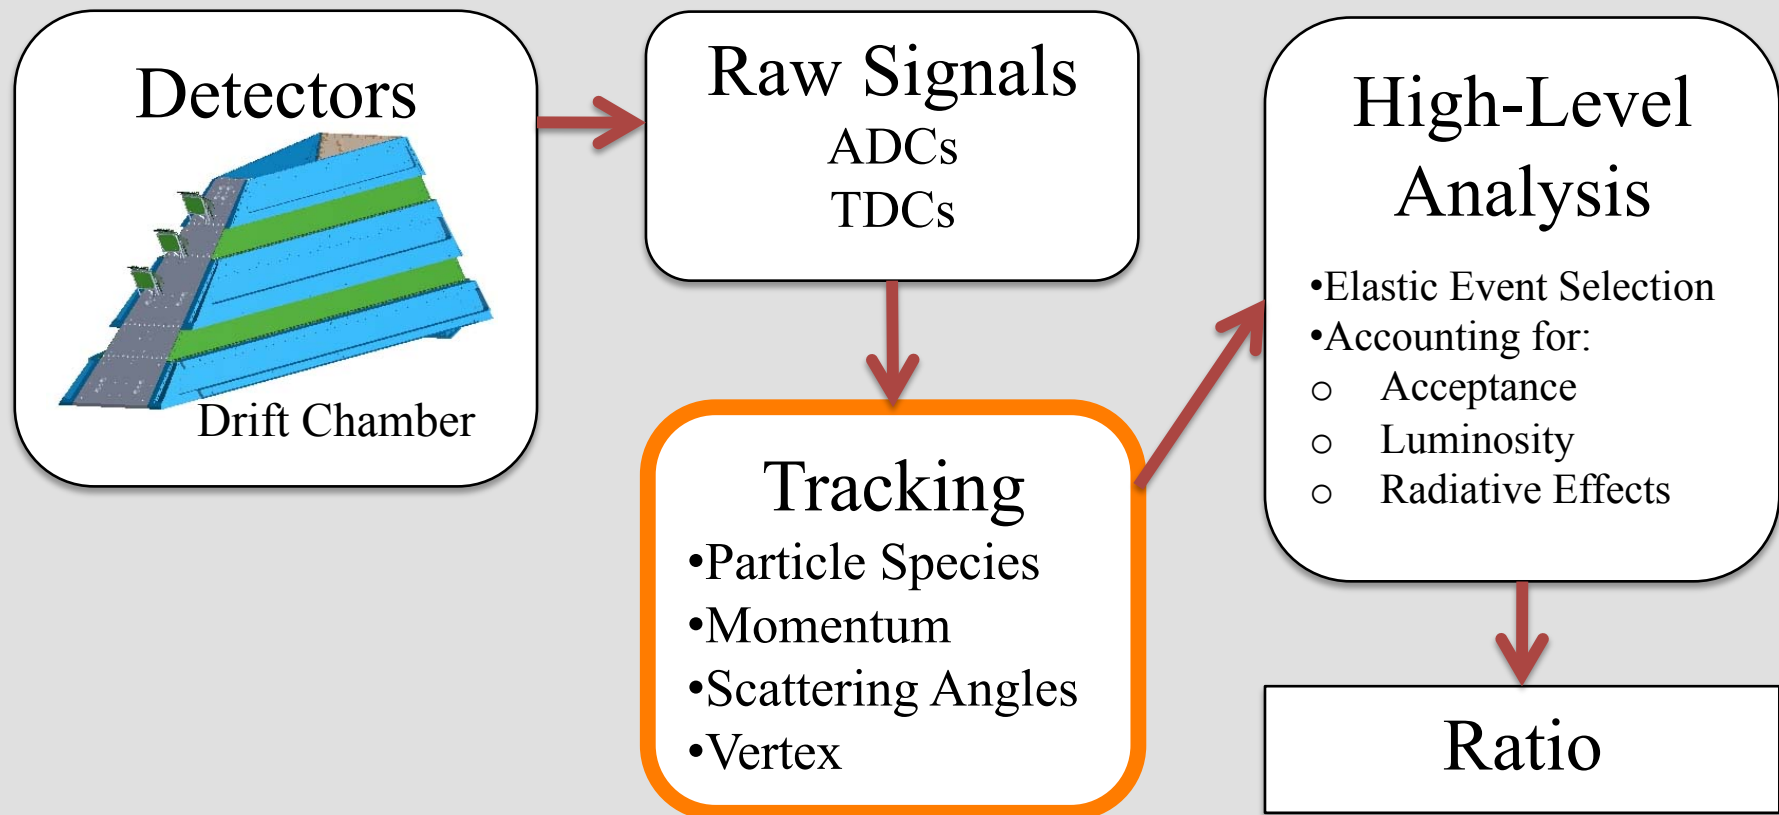 Detectors
Drift Chamber
Raw Signals
ADCs
TDCs
Tracking
•Particle Species
•Momentum
•Scattering Angles
•Vertex
High-Level
Analysis
•Elastic Event Selection
•Accounting for:
o Acceptance
o Luminosity
o Radiative Effects
Ratio